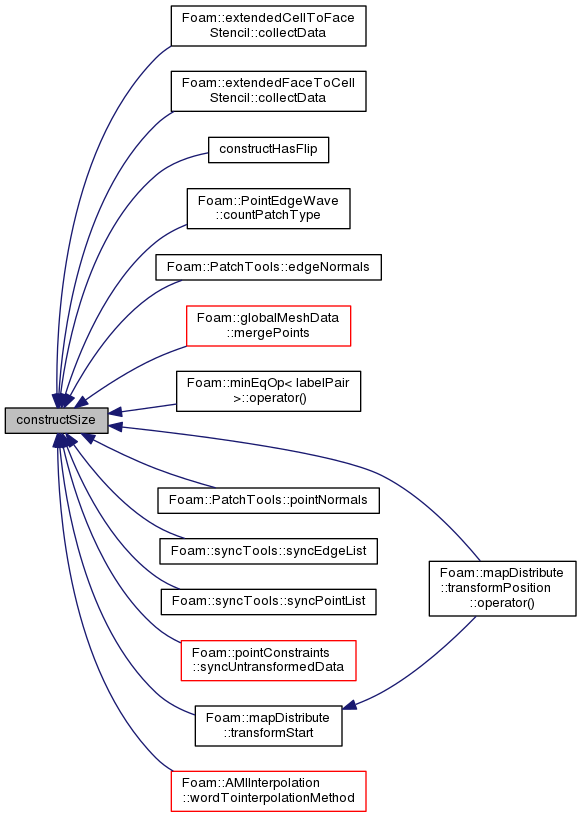 Foam::extendedCellToFace
Stencil::collectData
Foam::extendedFaceToCell
Stencil::collectData
constructHasFlip
Foam::PointEdgeWave
::countPatchType
Foam::PatchTools::edgeNormals
Foam::globalMeshData
::mergePoints
Foam::minEqOp< labelPair
>::operator()
constructSize
Foam::PatchTools::pointNormals
Foam::syncTools::syncEdgeList
Foam::mapDistribute
::transformPosition
::operator()
Foam::syncTools::syncPointList
Foam::pointConstraints
::syncUntransformedData
Foam::mapDistribute
::transformStart
Foam::AMIInterpolation
::wordTointerpolationMethod